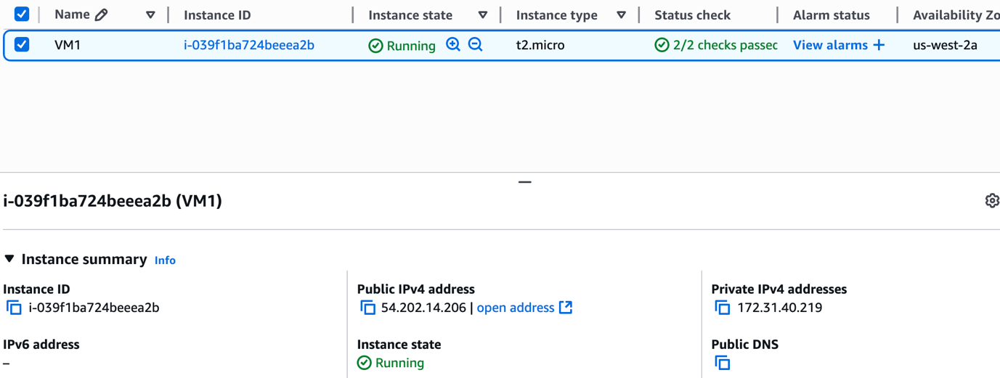 Name Instance ID Instance state Instance type Status check Alarm status Availability Zo
VM1 i-039f1ba724beeea2b Running t2.micro 2/2 checks passec View alarms + us-west-2a
i-039f1ba724beeea2b (VM1)
Instance summary Info
Instance ID Public IPv4 address Private IPv4 addresses
i-039f1ba724beeea2b 54.202.14.206 | open address 172.31.40.219
IPv6 address Instance state Public DNS
– Running